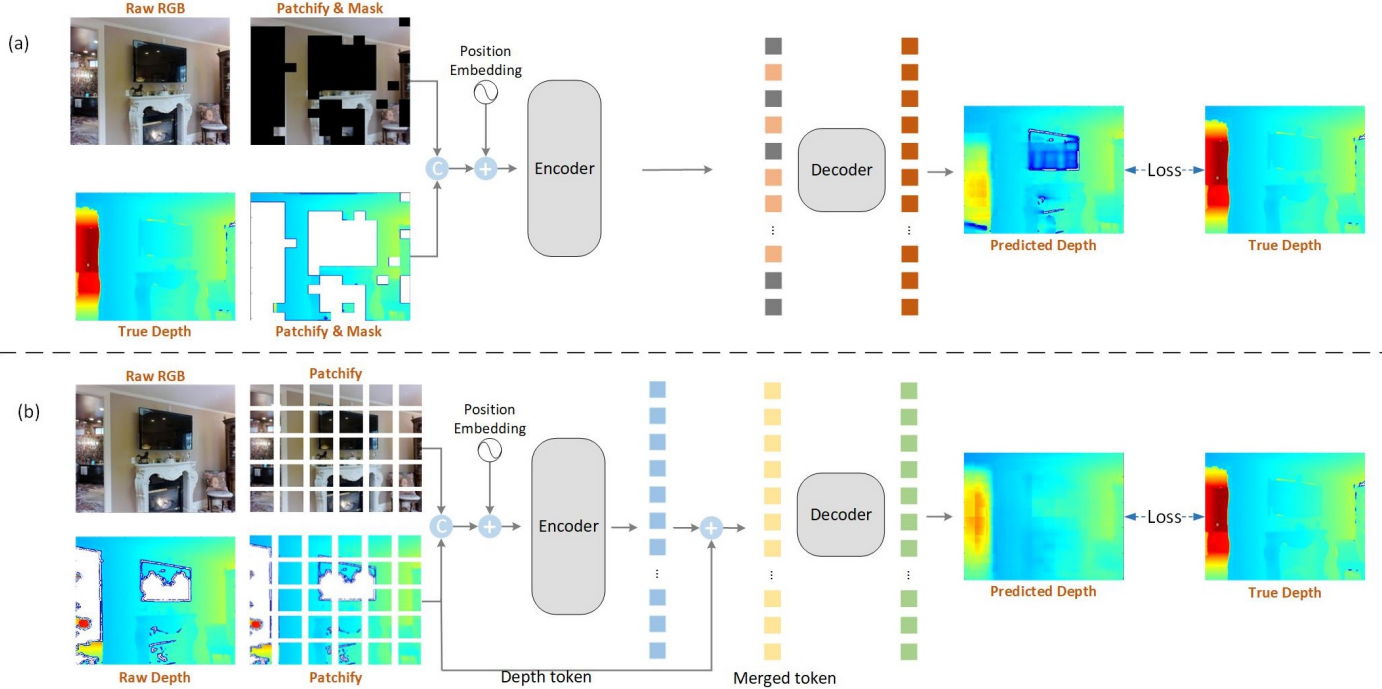 Raw RGB
Patchify & Mask
(a)
Position
Embedding
C
+
Encoder
Decoder
...
...
Predicted Depth
Loss
True Depth
True Depth
Patchify & Mask
Raw RGB
Patchify
(b)
Position
Embedding
C
+
Encoder
+
Decoder
...
...
...
Predicted Depth
Loss
True Depth
Raw Depth
Patchify
Depth token
Merged token